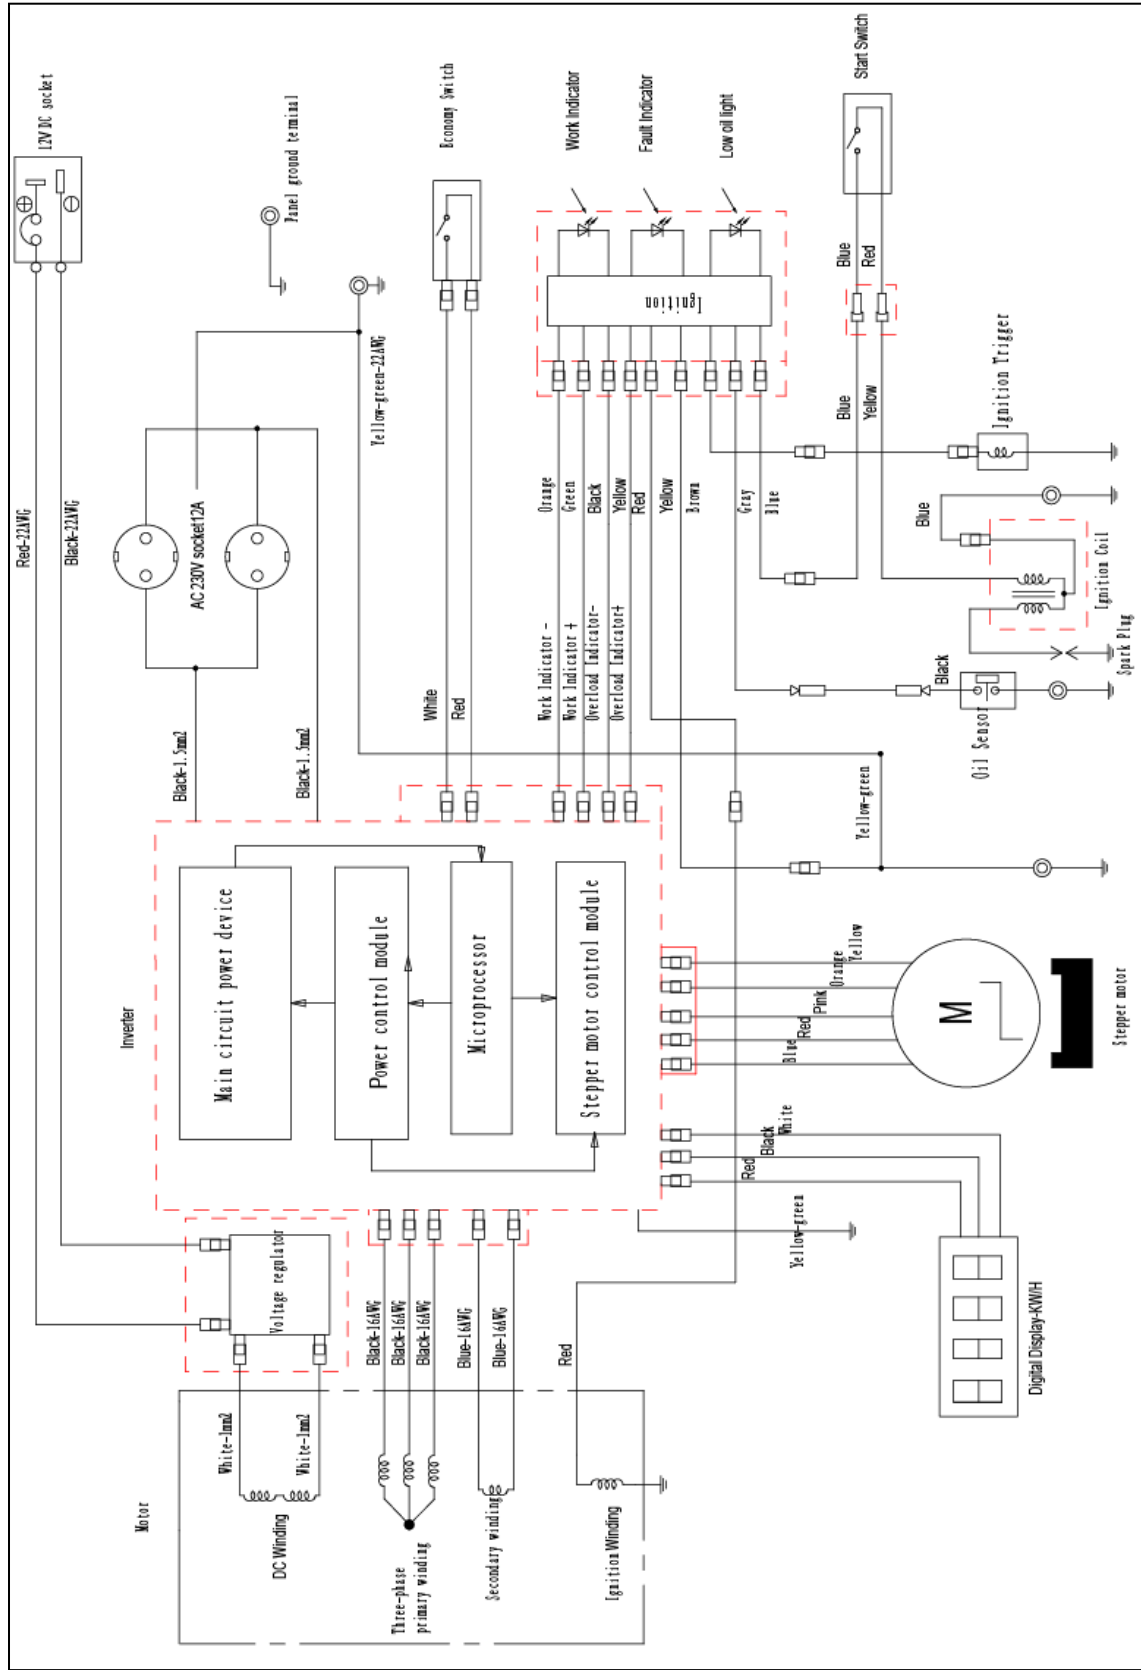 12V DC socket
Red-22AWG
Black-22AWG
Panel ground terminal
Yellow-green-22AWG
AC 230V socket12A
Black-1.5mm2
Black-1.5mm2
Economy Switch
White
Red
Work Indicator
Fault Indicator
Low oil light
Ignition
Start Switch
Blue
Red
Blue
Yellow
Ignition Trigger
Orange
Green
Black
Yellow
Red
Yellow
Brown
Gray
Blue
Work Indicator -
Work Indicator +
Overload Indicator-
Overload Indicator+
Blue
Ignition Coil
Spark Plug
Black
Oil Sensor
Yellow-green
Inverter
Main circuit power device
Power control module
Microprocessor
Stepper motor control module
Yellow
Orange
Pink
Red
Blue
M
Stepper motor
White
Black
Red
Yellow-green
Digital Display-KW/H
Voltage regulator
Black-16AWG
Black-16AWG
Black-16AWG
Blue-16AWG
Blue-16AWG
Red
Motor
White-1mm2
White-1mm2
DC Winding
Three-phase
primary winding
Secondary winding
Ignition Winding